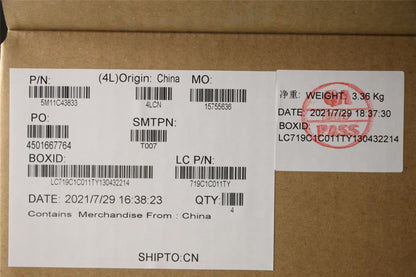 P/N: (4L)Origin: China MO:
5M11C43833 4LCN 15755636
PO: SMTPN:
4501667764 T007
BOXID: LC P/N:
LC719C1C011TY130432214 719C1C011TY
DATE: 2021/7/29 16:38:23 QTY:
4
Contains Merchandise From : China
SHIPTO:CN
净重: WEIGHT: 3.36 Kg
DATE: 2021/7/29 18:37:30
BOXID:
LC719C1C011TY130432214
QA
PASS